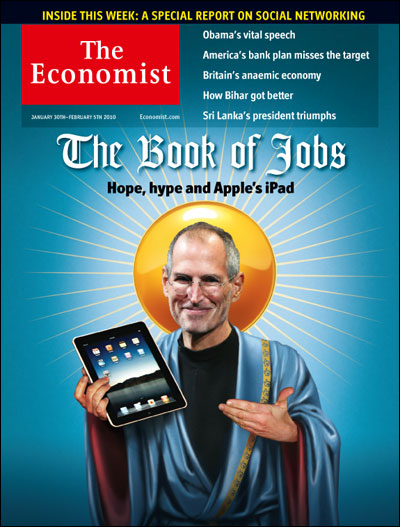 INSIDE THIS WEEK: A SPECIAL REPORT ON SOCIAL NETWORKING
The
Economist
JANUARY 30TH–FEBRUARY 5TH 2010
Economist.com
Obama's vital speech
America's bank plan misses the target
Britain's anaemic economy
How Bihar got better
Sri Lanka's president triumphs
The Book of Jobs
Hope, hype and Apple's iPad